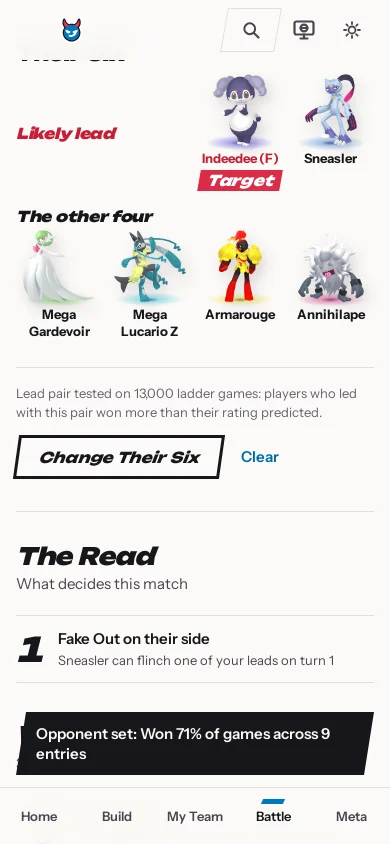 Likely lead
Indeedee (F)
Sneasler
Target
The other four
Mega
Gardevoir
Mega
Lucario Z
Armarouge
Annihilape
Lead pair tested on 13,000 ladder games: players who led
with this pair won more than their rating predicted.
Change Their Six
Clear
The Read
What decides this match
1
Fake Out on their side
Sneasler can flinch one of your leads on turn 1
Opponent set: Won 71% of games across 9
entries
Home
Build
My Team
Battle
Meta